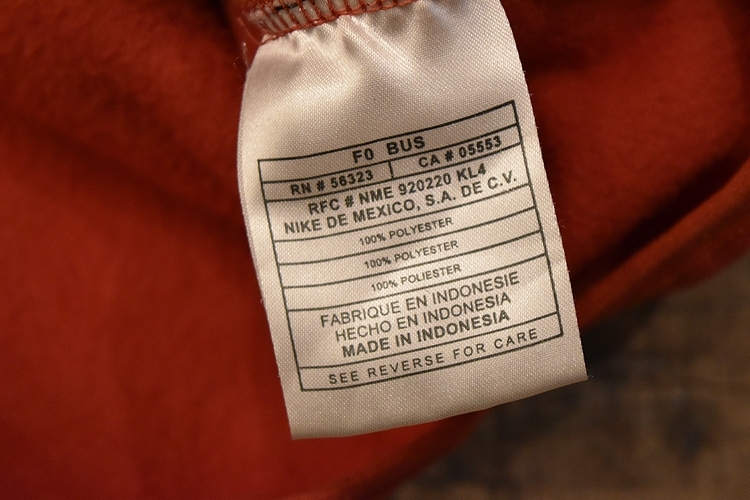 F0 BUS
RN # 56323 CA # 05553
RFC # NME 920220 KL4
NIKE DE MEXICO, S.A. DE C.V.
100% POLYESTER
100% POLYESTER
100% POLIESTER
FABRIQUE EN INDONESIE
HECHO EN INDONESIA
MADE IN INDONESIA
SEE REVERSE FOR CARE